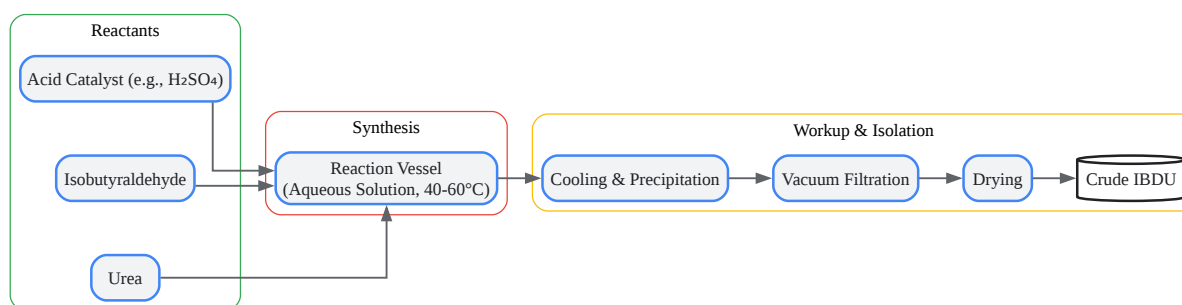 Reactants
Acid Catalyst (e.g., H₂SO₄)
Isobutyraldehyde
Urea
Synthesis
Reaction Vessel
(Aqueous Solution, 40-60°C)
Workup & Isolation
Cooling & Precipitation
Vacuum Filtration
Drying
Crude IBDU